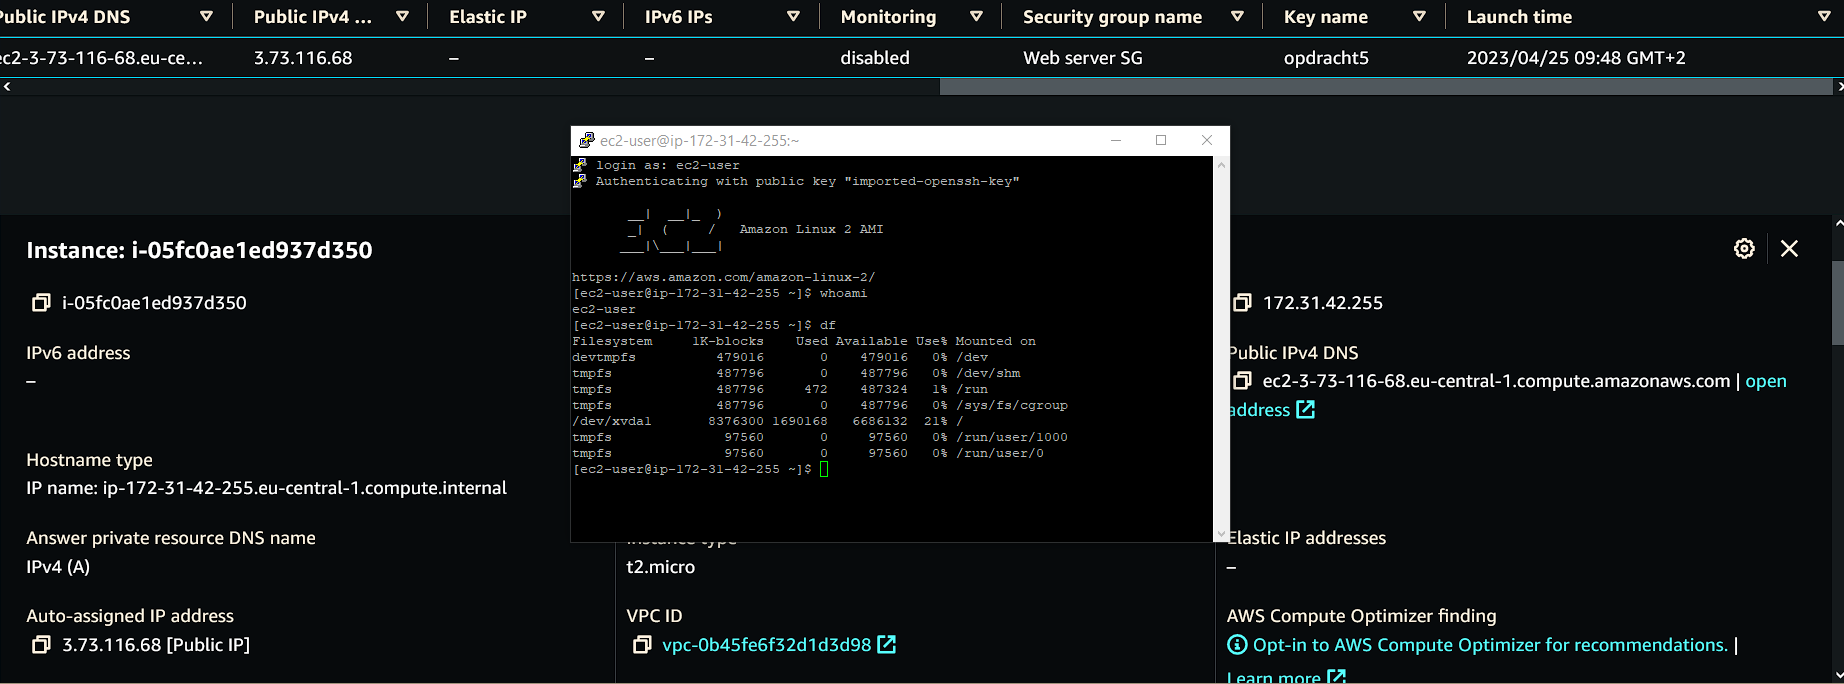 Public IPv4 DNS Public IPv4 ... Elastic IP IPv6 IPs Monitoring Security group name Key name Launch time
ec2-3-73-116-68.eu-ce... 3.73.116.68 – – disabled Web server SG opdracht5 2023/04/25 09:48 GMT+2
ec2-user@ip-172-31-42-255:~
login as: ec2-user
Authenticating with public key "imported-openssh-key"
__|  __|_  )
_|  (     /   Amazon Linux 2 AMI
___|\___|___|
https://aws.amazon.com/amazon-linux-2/
[ec2-user@ip-172-31-42-255 ~]$ whoami
ec2-user
[ec2-user@ip-172-31-42-255 ~]$ df
Filesystem     1K-blocks    Used Available Use% Mounted on
devtmpfs          479016       0    479016   0% /dev
tmpfs             487796       0    487796   0% /dev/shm
tmpfs             487796     472    487324   1% /run
tmpfs             487796       0    487796   0% /sys/fs/cgroup
/dev/xvda1       8376300 1690168   6686132  21% /
tmpfs              97560       0     97560   0% /run/user/1000
tmpfs              97560       0     97560   0% /run/user/0
[ec2-user@ip-172-31-42-255 ~]$
Instance: i-05fc0ae1ed937d350
i-05fc0ae1ed937d350
IPv6 address
–
Hostname type
IP name: ip-172-31-42-255.eu-central-1.compute.internal
Answer private resource DNS name
IPv4 (A)
Auto-assigned IP address
3.73.116.68 [Public IP]
Instance type
t2.micro
VPC ID
vpc-0b45fe6f32d1d3d98
172.31.42.255
Public IPv4 DNS
ec2-3-73-116-68.eu-central-1.compute.amazonaws.com | open
address
Elastic IP addresses
–
AWS Compute Optimizer finding
Opt-in to AWS Compute Optimizer for recommendations. |
Learn more